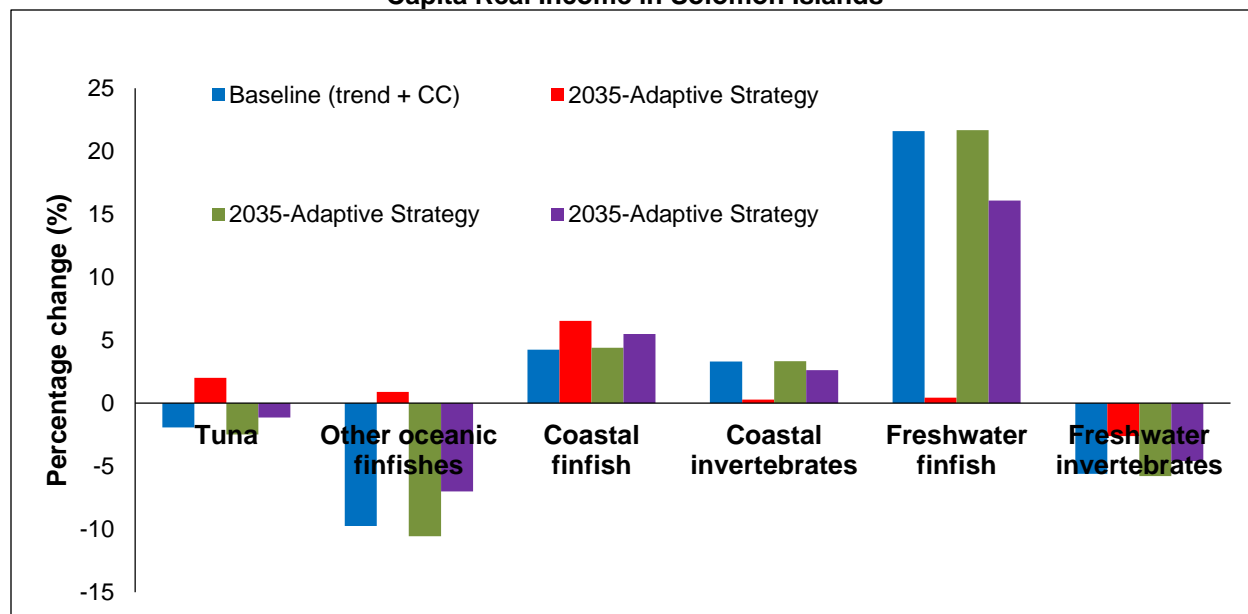 Capita Real Income in Solomon Islands
Percentage change (%)
25
20
15
10
5
0
-5
-10
-15
Baseline (trend + CC)
2035-Adaptive Strategy
2035-Adaptive Strategy
2035-Adaptive Strategy
Tuna
Other oceanic
finfishes
Coastal
finfish
Coastal
invertebrates
Freshwater
finfish
Freshwater
invertebrates